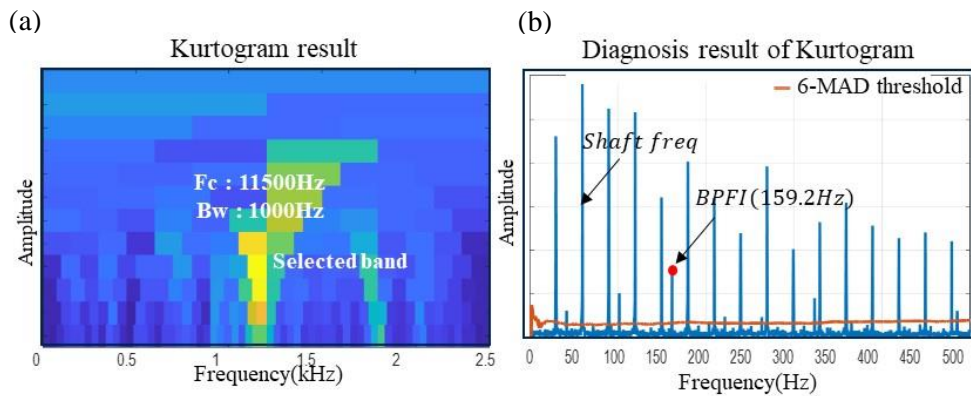 (a)
Kurtogram result
Amplitude
Fc : 11500Hz
Bw : 1000Hz
Selected band
0 0.5 1 1.5 2 2.5
Frequency(kHz)
(b)
Diagnosis result of Kurtogram
6-MAD threshold
Shaft freq
BPFI(159.2Hz)
Amplitude
0 50 100 150 200 250 300 350 400 450 500
Frequency(Hz)